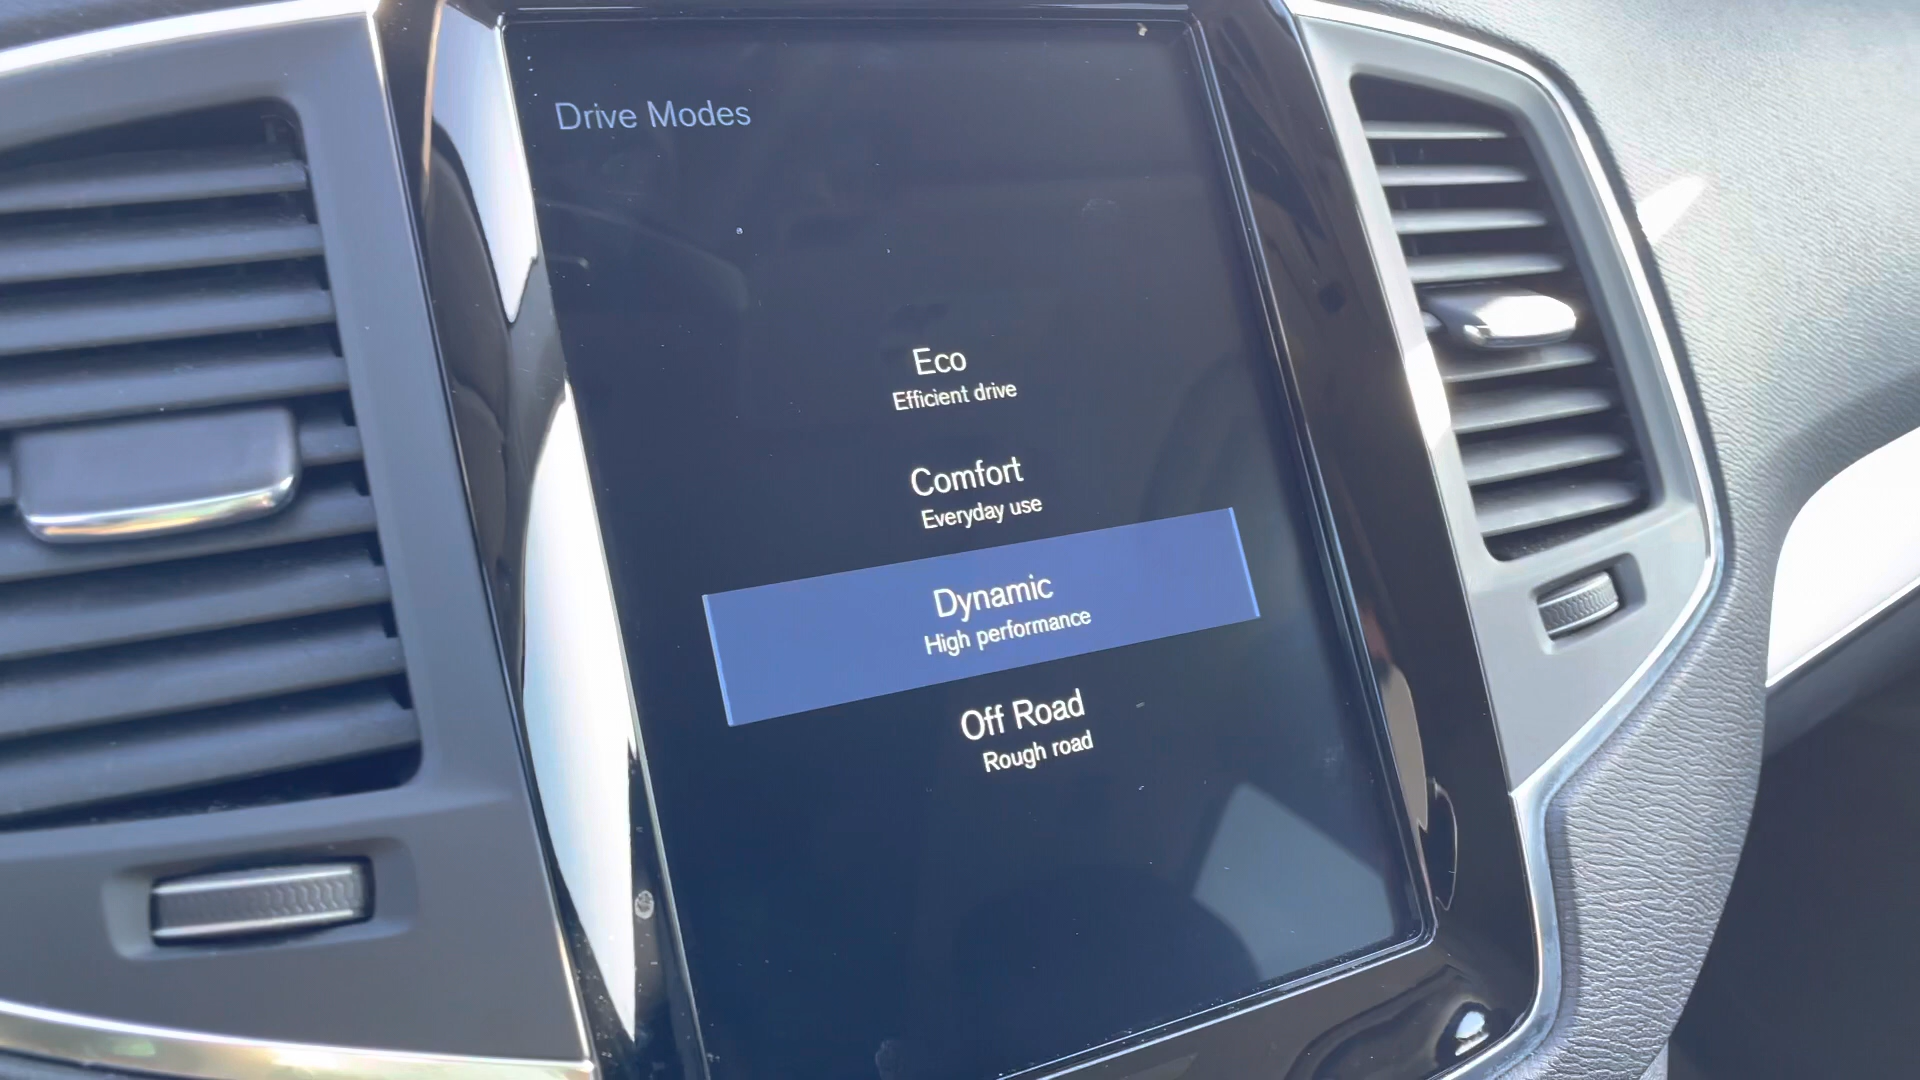 Drive Modes
Eco
Efficient drive
Comfort
Everyday use
Dynamic
High performance
Off Road
Rough road